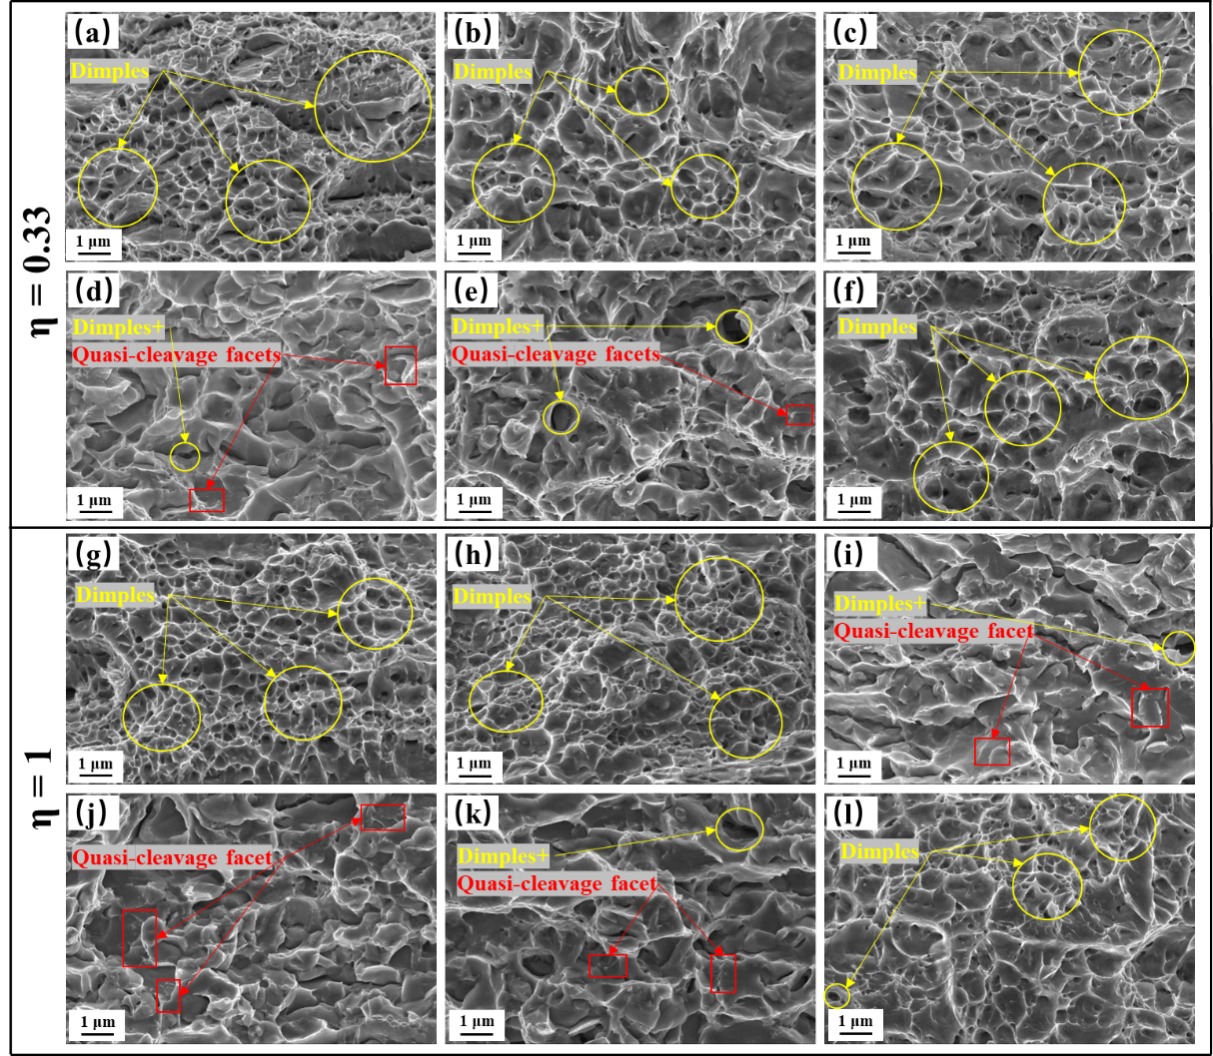 η = 0.33
(a)
Dimples
1 μm
(b)
Dimples
1 μm
(c)
Dimples
1 μm
(d)
Dimples+
Quasi-cleavage facets
1 μm
(e)
Dimples+
Quasi-cleavage facets
1 μm
(f)
Dimples
1 μm
η = 1
(g)
Dimples
1 μm
(h)
Dimples
1 μm
(i)
Dimples+
Quasi-cleavage facet
1 μm
(j)
Quasi-cleavage facet
1 μm
(k)
Dimples+
Quasi-cleavage facet
1 μm
(l)
Dimples
1 μm